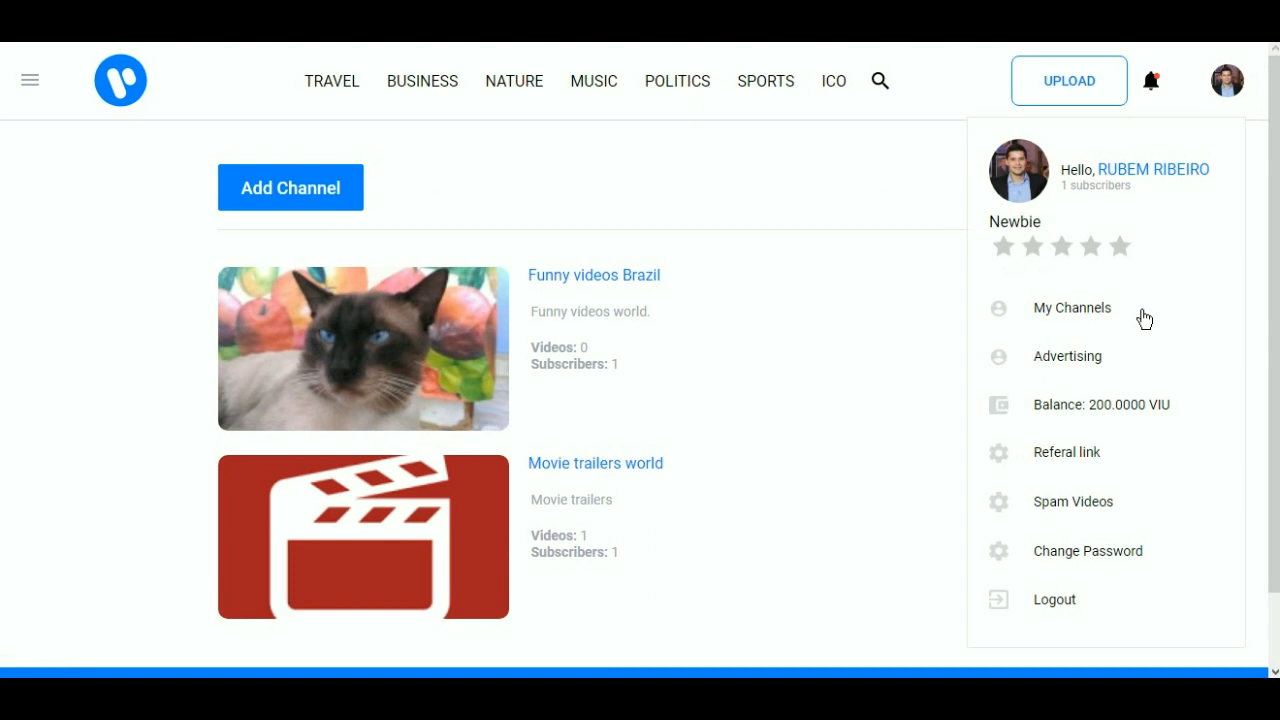 TRAVEL BUSINESS NATURE MUSIC POLITICS SPORTS ICO UPLOAD
Add Channel
Funny videos Brazil
Funny videos world.
Videos: 0
Subscribers: 1
Movie trailers world
Movie trailers
Videos: 1
Subscribers: 1
Hello, RUBEM RIBEIRO
1 subscribers
Newbie
My Channels
Advertising
Balance: 200.0000 VIU
Referal link
Spam Videos
Change Password
Logout